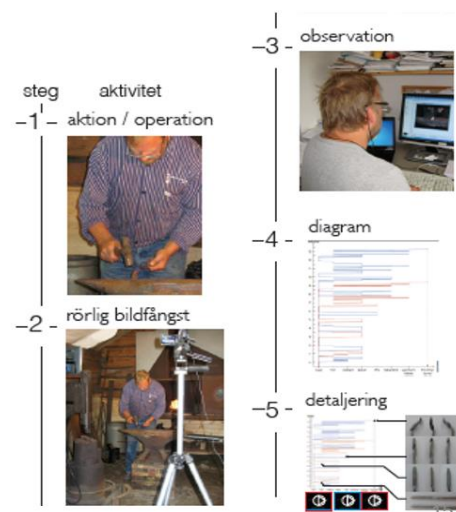 steg aktivitet
–1– aktion / operation
–2– rörlig bildfångst
–3– observation
–4– diagram
–5– detaljering